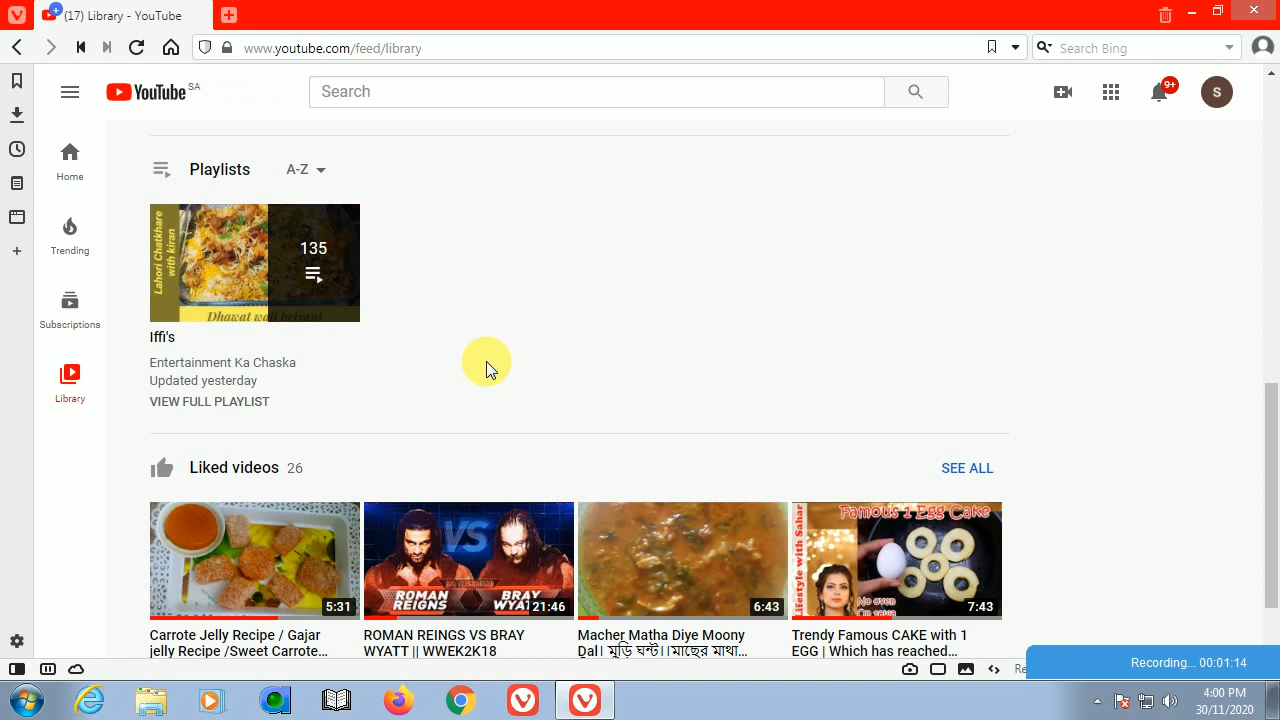 (17) Library - YouTube
www.youtube.com/feed/library
Search Bing
YouTube SA
Search
9+
S
Home
Trending
Subscriptions
Library
Playlists
A-Z
Lahori Chatkhare
with kiran
135
Dhawat wali briyani
Iffi's
Entertainment Ka Chaska
Updated yesterday
VIEW FULL PLAYLIST
Liked videos 26
SEE ALL
5:31
VS
ROMAN
REIGNS
BRAY
WYAT
21:46
6:43
Famous 1 Egg Cake
Lifestyle with Sahar
No oven
7:43
Carrote Jelly Recipe / Gajar
jelly Recipe /Sweet Carrote...
ROMAN REINGS VS BRAY
WYATT || WWEK2K18
Macher Matha Diye Moony
Dal। মুড়ি ঘন্ট।।মাছের মাথা...
Trendy Famous CAKE with 1
EGG | Which has reached...
Re
Recording... 00:01:14
4:00 PM
30/11/2020